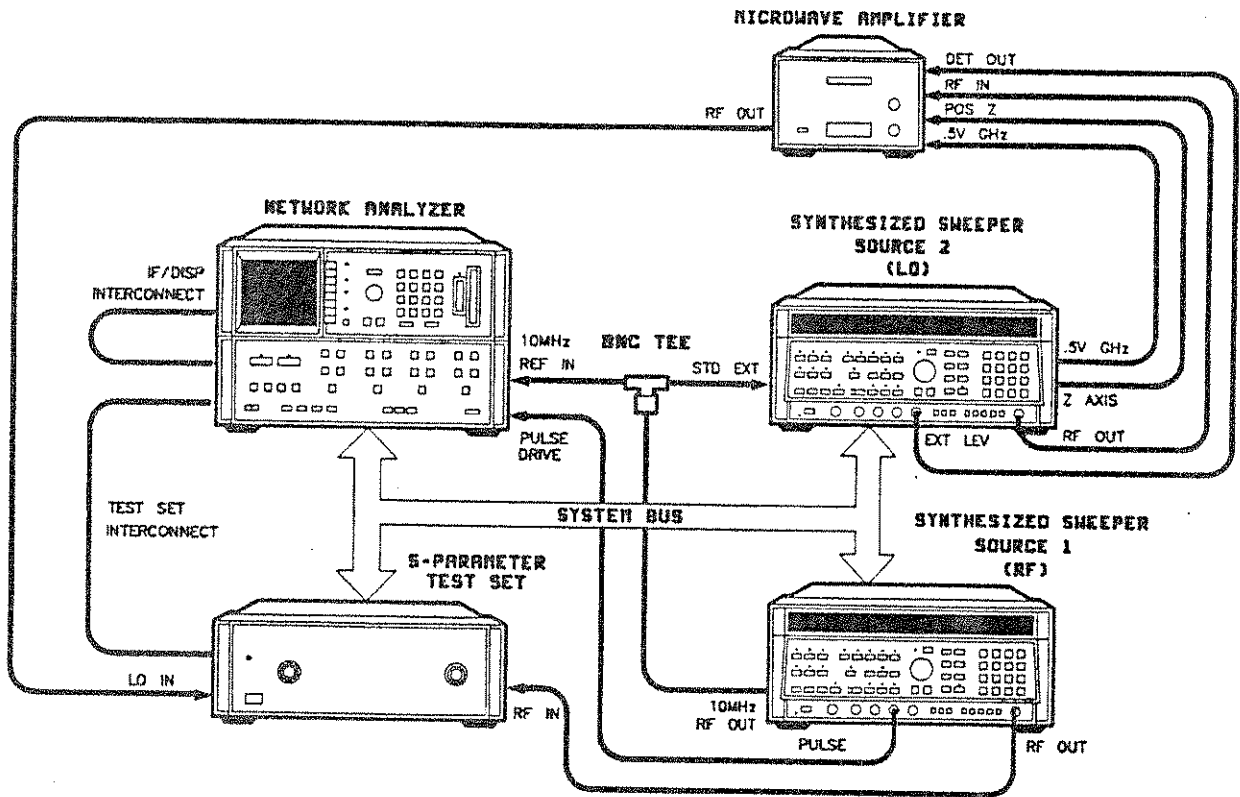 MICROWAVE AMPLIFIER
DET OUT
RF IN
POS Z
.5V GHz
RF OUT
NETWORK ANALYZER
IF/DISP
INTERCONNECT
SYNTHESIZED SWEEPER
SOURCE 2
(LO)
10MHz
REF IN
BNC TEE
STD EXT
.5V GHz
Z AXIS
RF OUT
EXT LEV
PULSE
DRIVE
TEST SET
INTERCONNECT
SYSTEM BUS
SYNTHESIZED SWEEPER
SOURCE 1
(RF)
S-PARAMETER
TEST SET
LO IN
RF IN
10MHz
RF OUT
PULSE
RF OUT